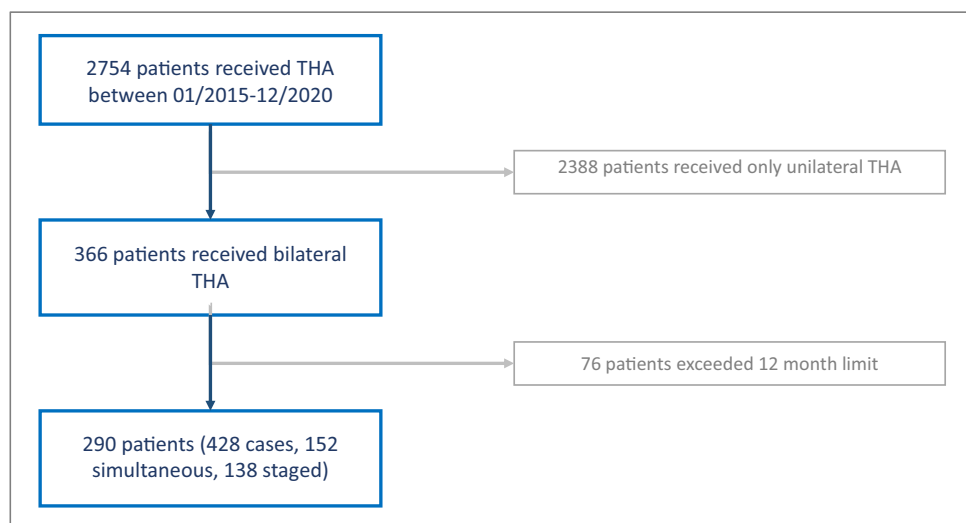 2754 patients received THA
between 01/2015-12/2020
2388 patients received only unilateral THA
366 patients received bilateral
THA
76 patients exceeded 12 month limit
290 patients (428 cases, 152
simultaneous, 138 staged)